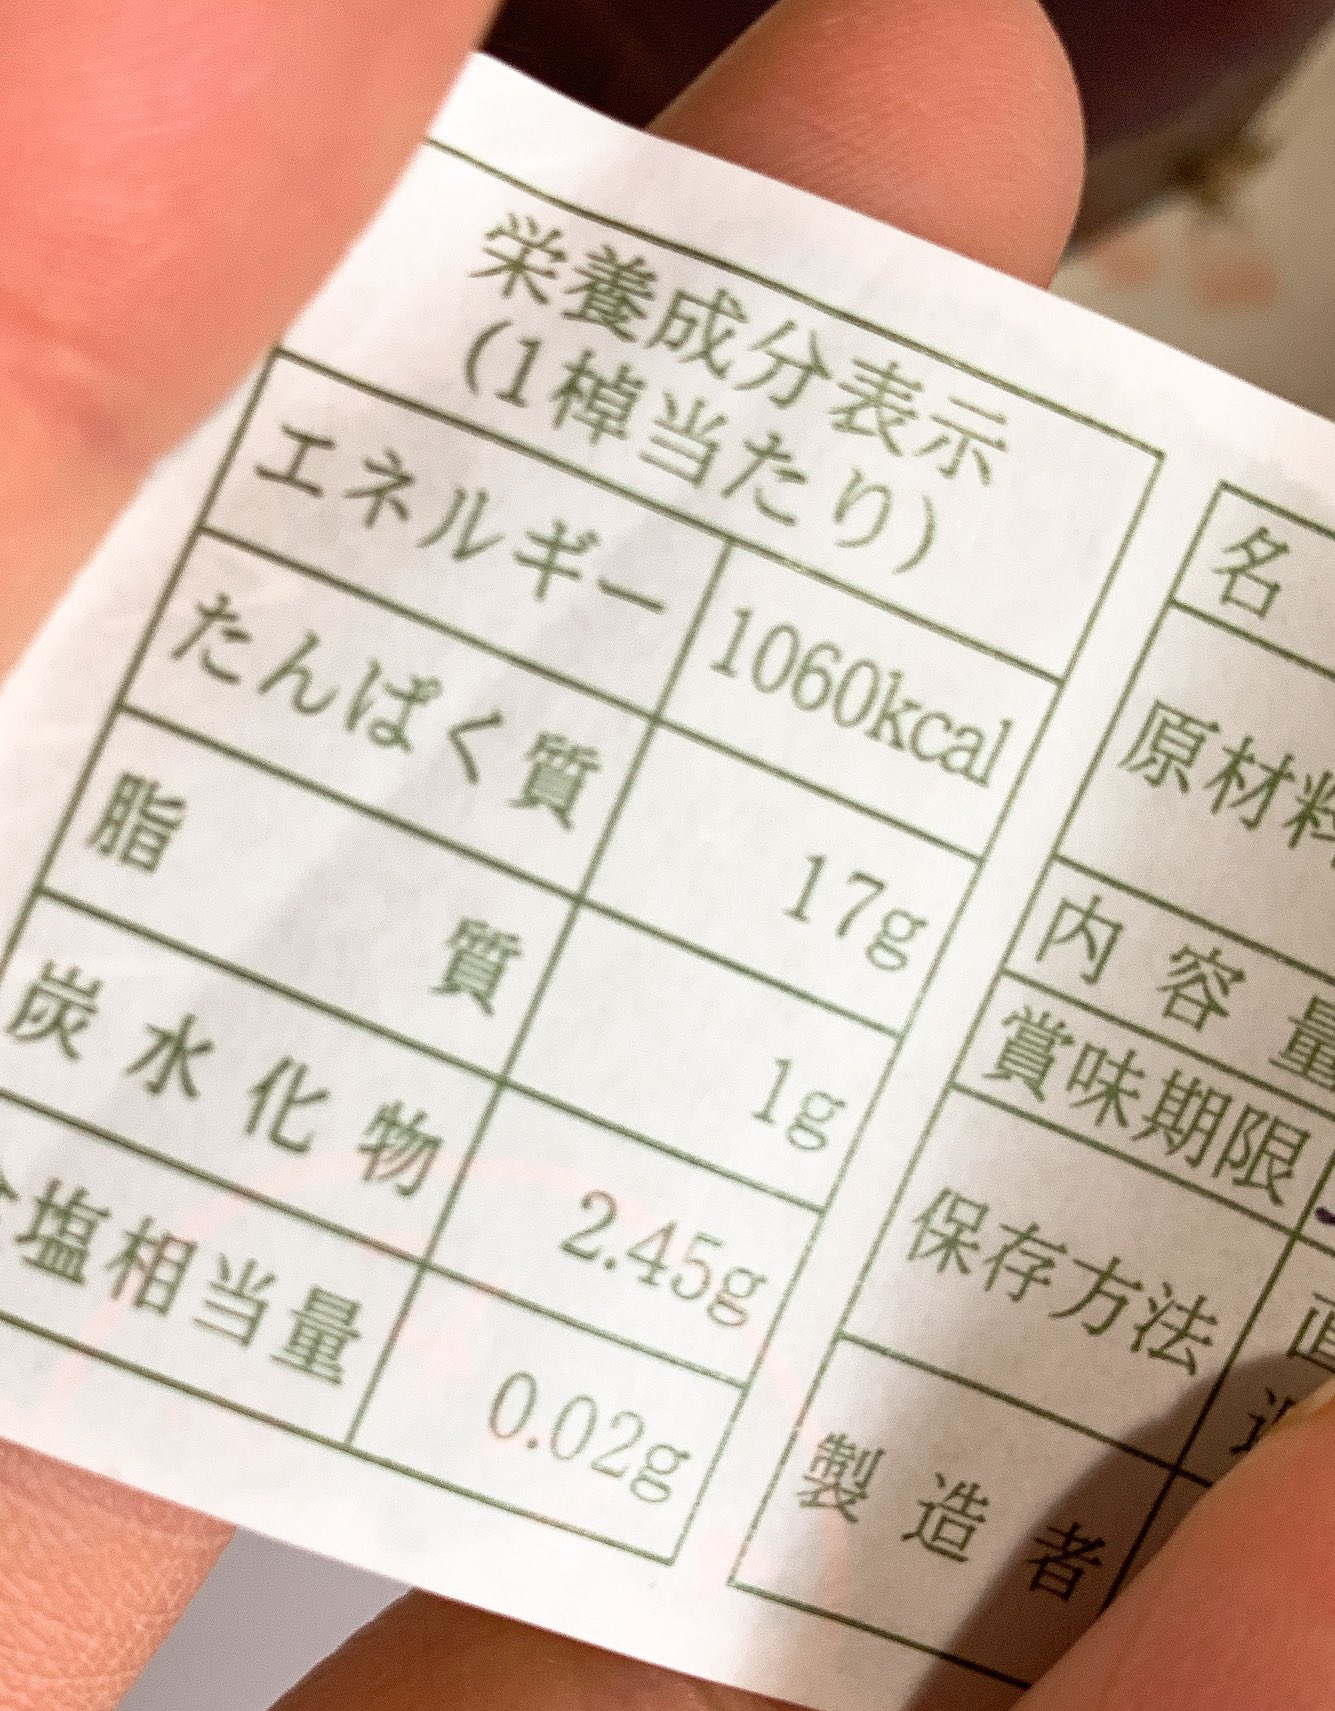 栄養成分表示
(1棹当たり)
エネルギー 1060kcal
たんぱく質 17g
脂質 1g
炭水化物 2.45g
塩相当量 0.02g
名
原材料
内容量
賞味期限
保存方法
製造者